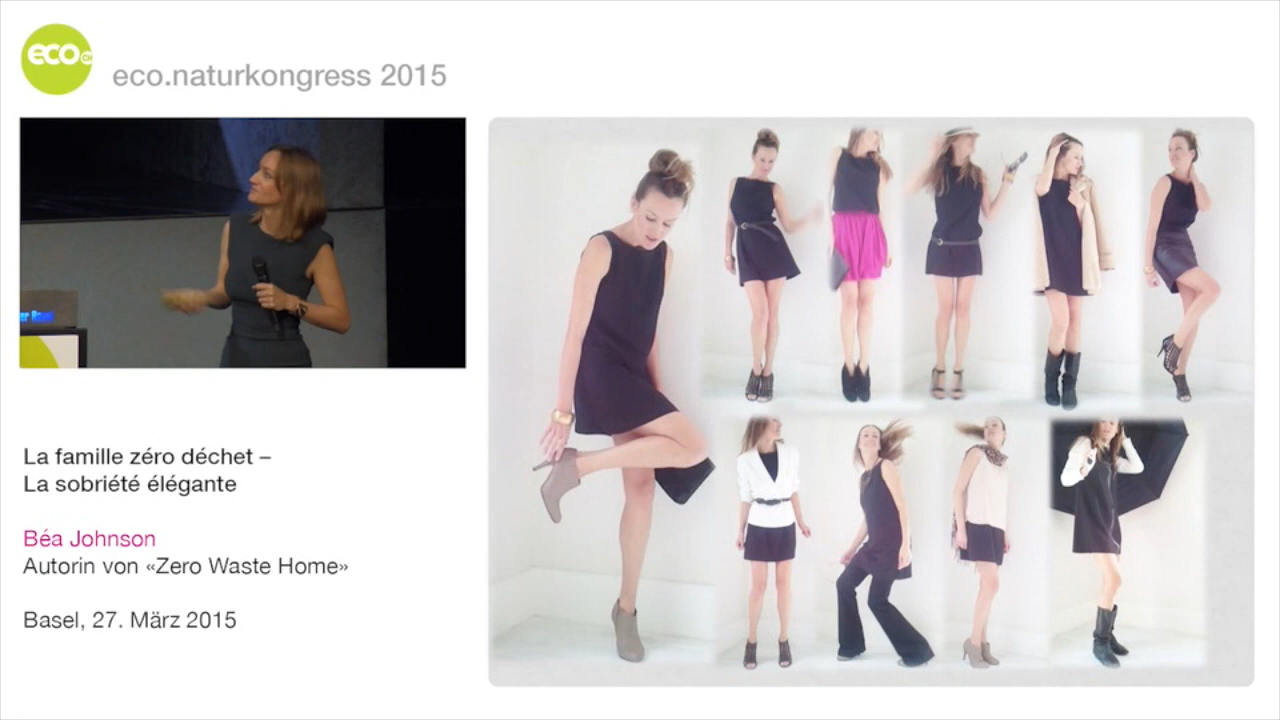 eco.ch
eco.naturkongress 2015
La famille zéro déchet –
La sobriété élégante
Béa Johnson
Autorin von «Zero Waste Home»
Basel, 27. März 2015